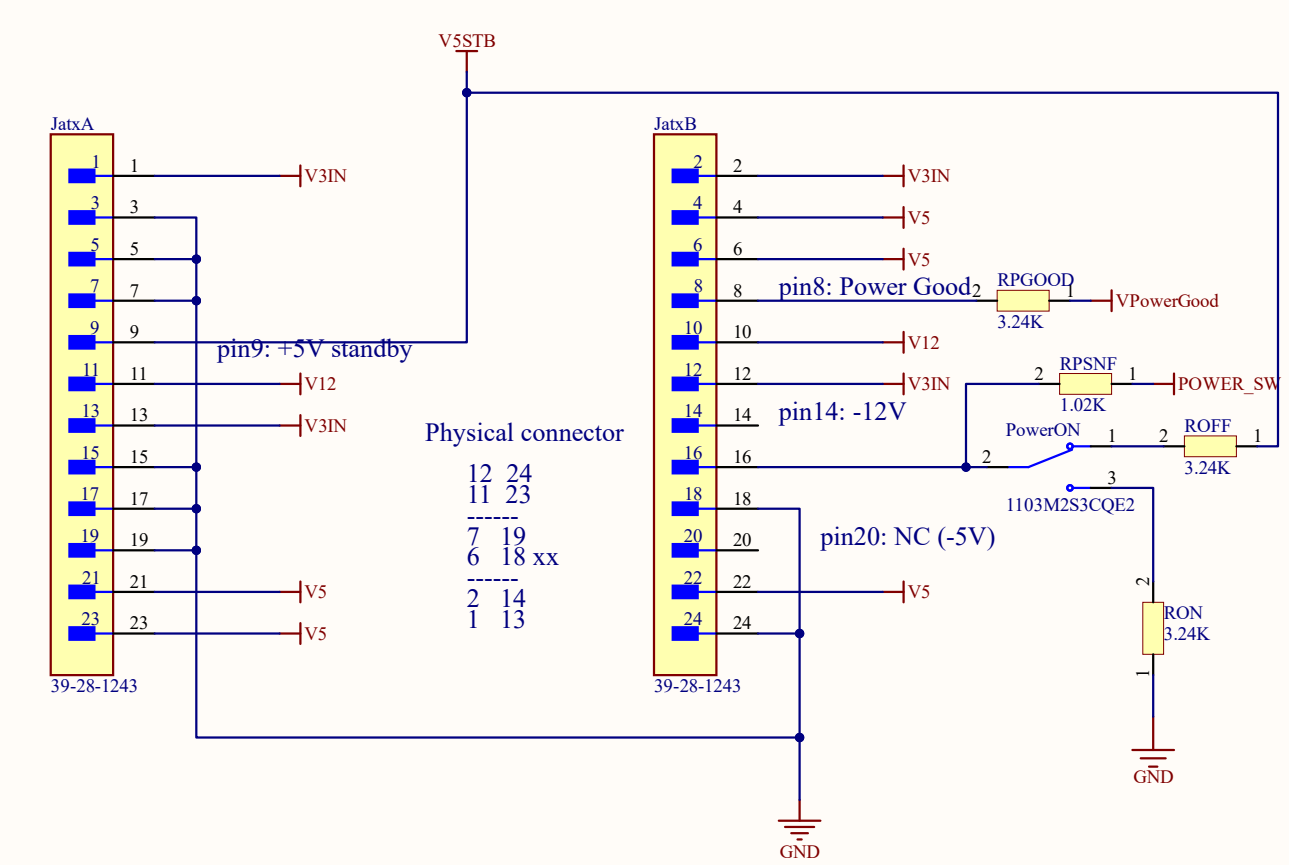 V5STB
JatxA
JatxB
1 1 V3IN
2 2 V3IN
3 3
4 4 V5
5 5
6 6 V5
pin8: Power Good
RPGOOD
7 7
8 8 2 1 VPowerGood
3.24K
9 9
pin9: +5V standby
10 10 V12
RPSNF
11 11 V12
12 12 V3IN
2 1 POWER_SW
1.02K
pin14: -12V
13 13 V3IN
14 14
PowerON
ROFF
Physical connector
2 1 2 1
15 15
16 16
3.24K
12 24
11 23
------
7 19
6 18 xx
------
2 14
1 13
3
1103M2S3CQE2
17 17
18 18
pin20: NC (-5V)
19 19
20 20
21 21 V5
22 22 V5
2
RON
3.24K
1
23 23 V5
24 24
39-28-1243
39-28-1243
GND
GND